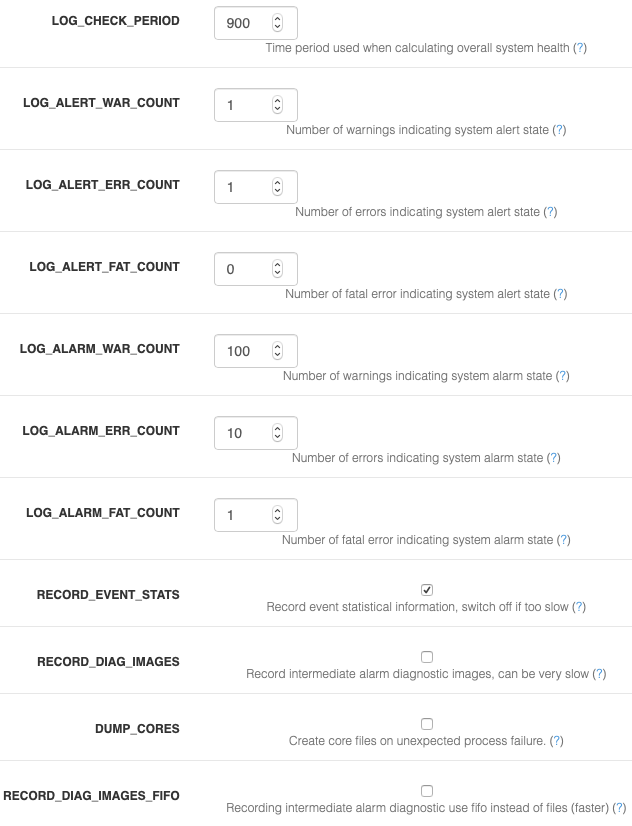 LOG_CHECK_PERIOD
900
Time period used when calculating overall system health (?)
LOG_ALERT_WAR_COUNT
1
Number of warnings indicating system alert state (?)
LOG_ALERT_ERR_COUNT
1
Number of errors indicating system alert state (?)
LOG_ALERT_FAT_COUNT
0
Number of fatal error indicating system alert state (?)
LOG_ALARM_WAR_COUNT
100
Number of warnings indicating system alarm state (?)
LOG_ALARM_ERR_COUNT
10
Number of errors indicating system alarm state (?)
LOG_ALARM_FAT_COUNT
1
Number of fatal error indicating system alarm state (?)
RECORD_EVENT_STATS
Record event statistical information, switch off if too slow (?)
RECORD_DIAG_IMAGES
Record intermediate alarm diagnostic images, can be very slow (?)
DUMP_CORES
Create core files on unexpected process failure. (?)
RECORD_DIAG_IMAGES_FIFO
Recording intermediate alarm diagnostic use fifo instead of files (faster) (?)